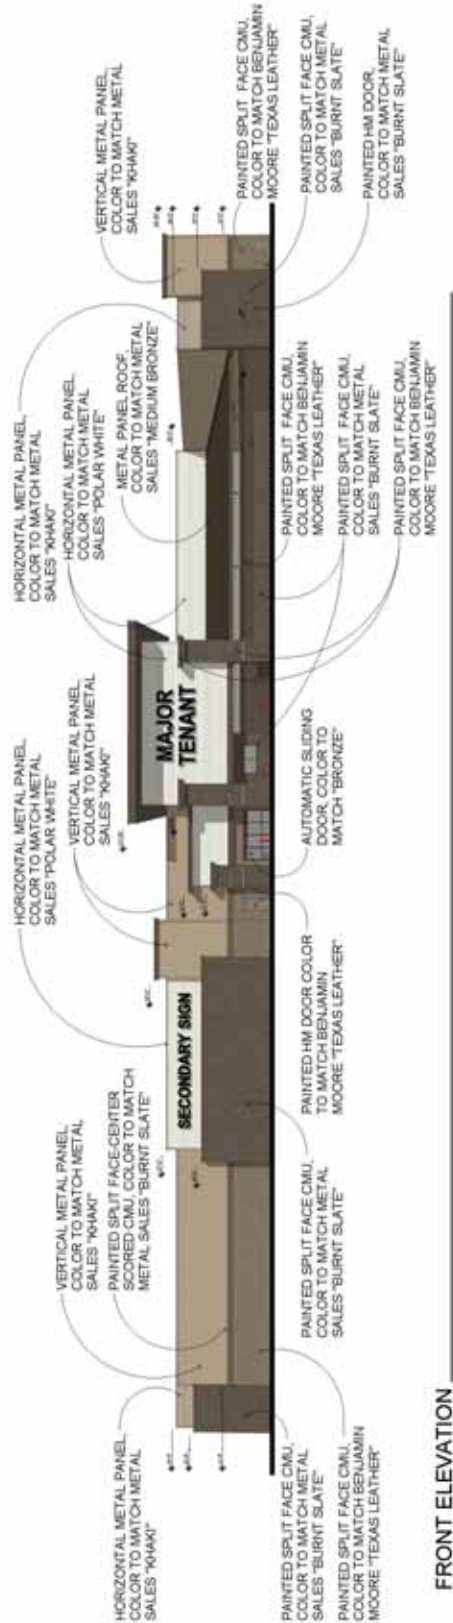 HORIZONTAL METAL PANEL,
COLOR TO MATCH METAL
SALES "KHAKI"
VERTICAL METAL PANEL,
COLOR TO MATCH METAL
SALES "KHAKI"
PAINTED SPLIT FACE-CENTER
SCORED CMU, COLOR TO MATCH
METAL SALES "BURNT SLATE"
HORIZONTAL METAL PANEL,
COLOR TO MATCH METAL
SALES "POLAR WHITE"
VERTICAL METAL PANEL,
COLOR TO MATCH METAL
SALES "KHAKI"
HORIZONTAL METAL PANEL,
COLOR TO MATCH METAL
SALES "KHAKI"
HORIZONTAL METAL PANEL,
COLOR TO MATCH METAL
SALES "POLAR WHITE"
METAL PANEL ROOF,
COLOR TO MATCH METAL
SALES "MEDIUM BRONZE"
VERTICAL METAL PANEL,
COLOR TO MATCH METAL
SALES "KHAKI"
SECONDARY SIGN
MAJOR
TENANT
PAINTED SPLIT FACE CMU,
COLOR TO MATCH METAL
SALES "BURNT SLATE"
PAINTED SPLIT FACE CMU,
COLOR TO MATCH BENJAMIN
MOORE "TEXAS LEATHER"
PAINTED SPLIT FACE CMU,
COLOR TO MATCH METAL
SALES "BURNT SLATE"
PAINTED HM DOOR COLOR
TO MATCH BENJAMIN
MOORE "TEXAS LEATHER"
AUTOMATIC SLIDING
DOOR, COLOR TO
MATCH "BRONZE"
PAINTED SPLIT FACE CMU,
COLOR TO MATCH BENJAMIN
MOORE "TEXAS LEATHER"
PAINTED SPLIT FACE CMU,
COLOR TO MATCH METAL
SALES "BURNT SLATE"
PAINTED SPLIT FACE CMU,
COLOR TO MATCH BENJAMIN
MOORE "TEXAS LEATHER"
PAINTED SPLIT FACE CMU,
COLOR TO MATCH BENJAMIN
MOORE "TEXAS LEATHER"
PAINTED SPLIT FACE CMU,
COLOR TO MATCH METAL
SALES "BURNT SLATE"
PAINTED HM DOOR,
COLOR TO MATCH METAL
SALES "BURNT SLATE"
FRONT ELEVATION